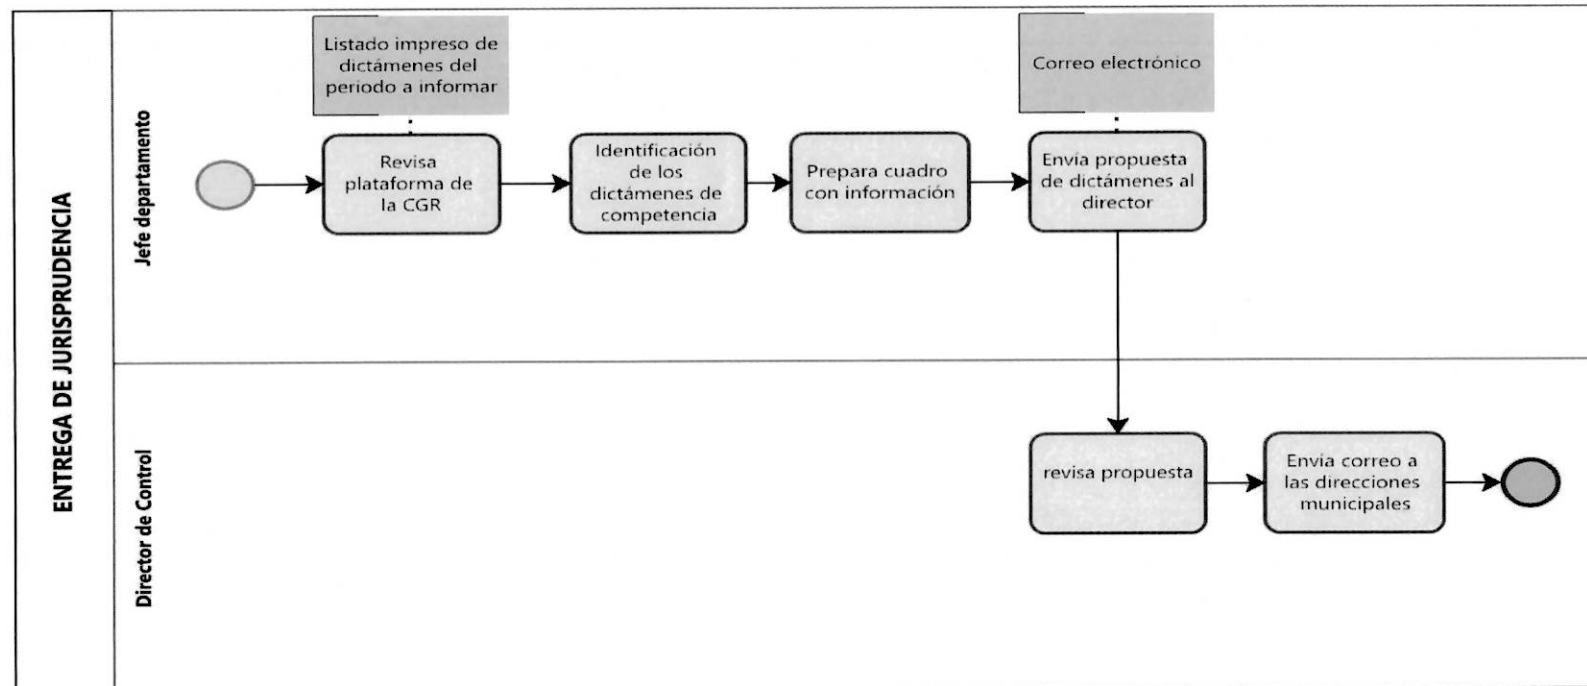 ENTREGA DE JURISPRUDENCIA
Jefe departamento
Listado impreso de
dictámenes del
periodo a informar
Revisa
plataforma de
la CGR
Identificación
de los
dictámenes de
competencia
Prepara cuadro
con información
Correo electrónico
Envía propuesta
de dictámenes al
director
Director de Control
revisa propuesta
Envía correo a
las direcciones
municipales